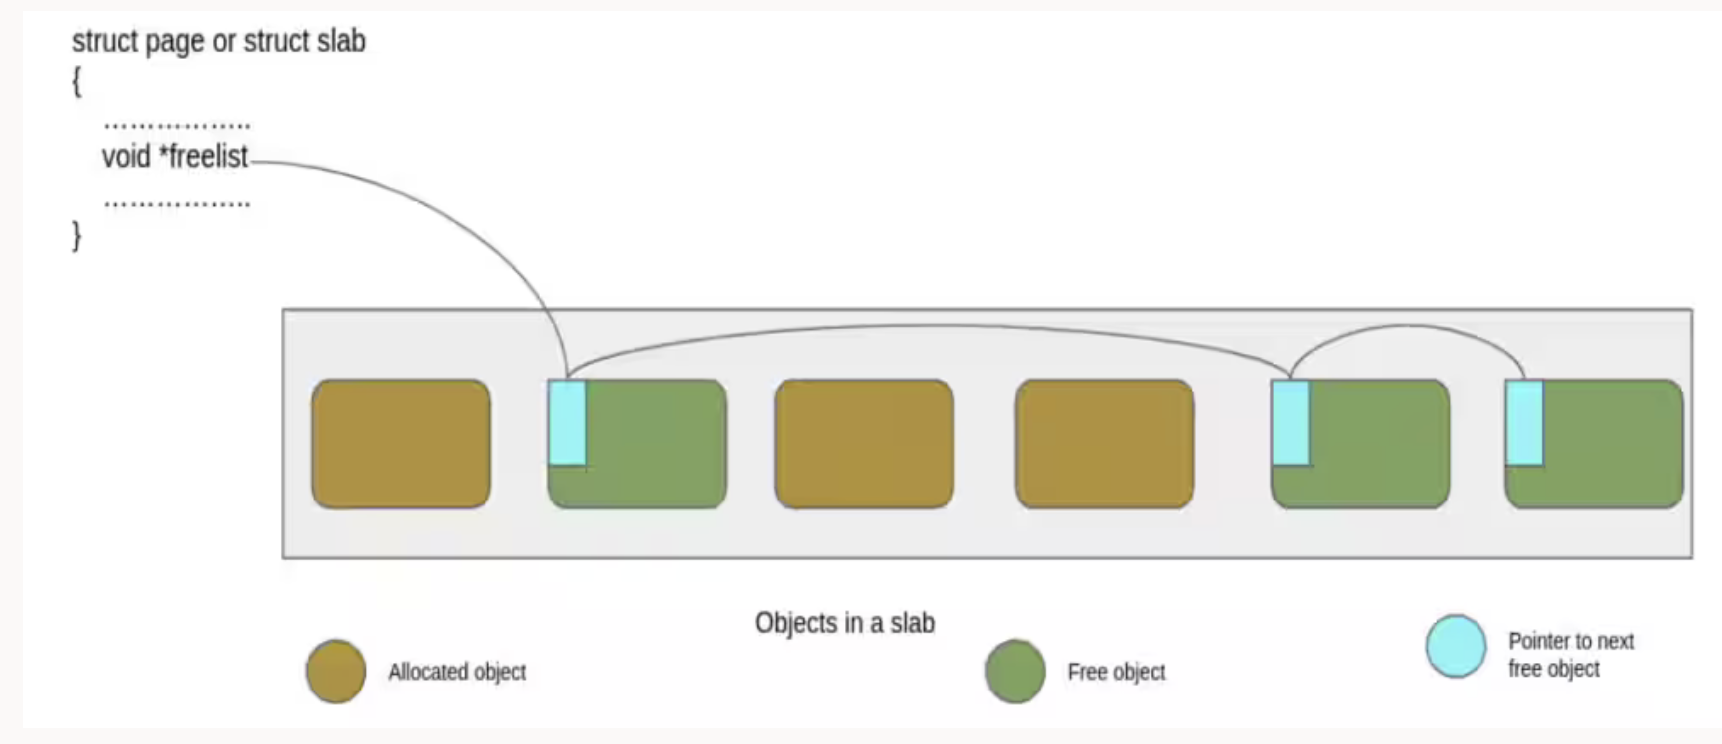 struct page or struct slab
{
……………..
void *freelist
……………..
}
Objects in a slab
Allocated object
Free object
Pointer to next
free object